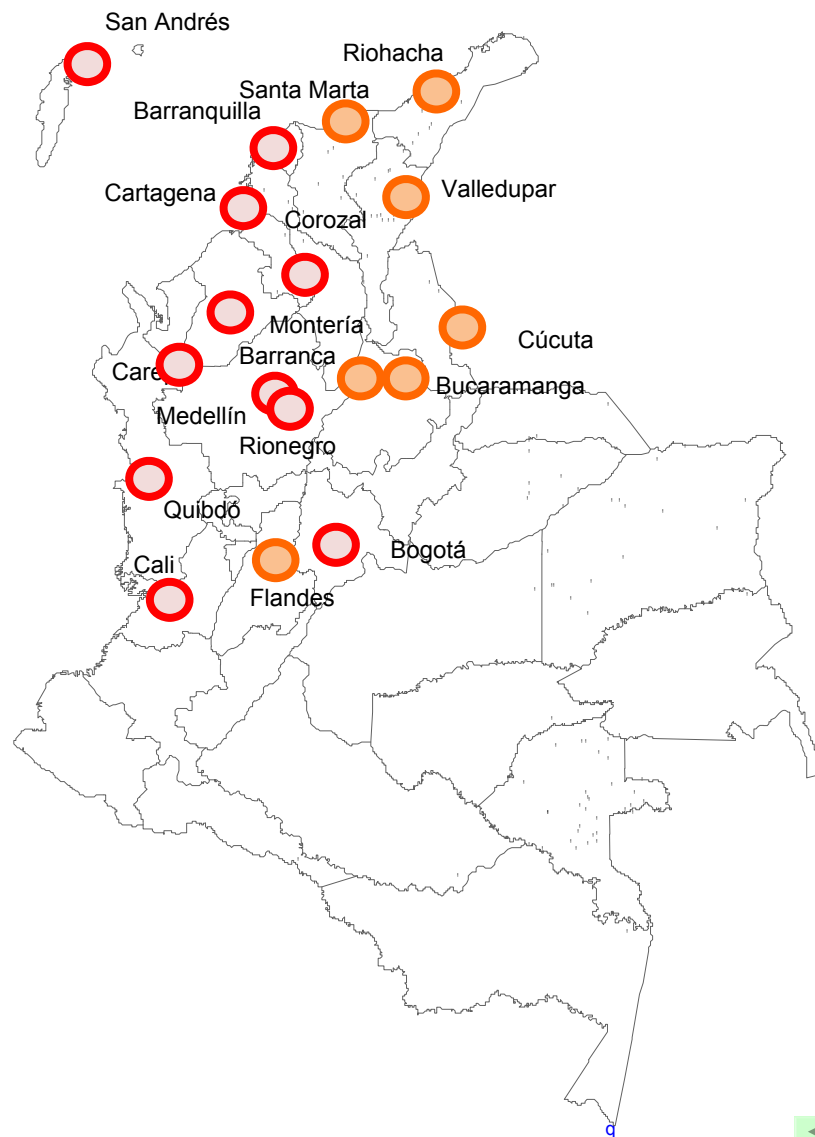 San Andrés
Riohacha
Santa Marta
Barranquilla
Cartagena
Valledupar
Corozal
Montería
Cúcuta
Barranca
Bucaramanga
Medellín
Rionegro
Quibdó
Bogotá
Cali
Flandes
q